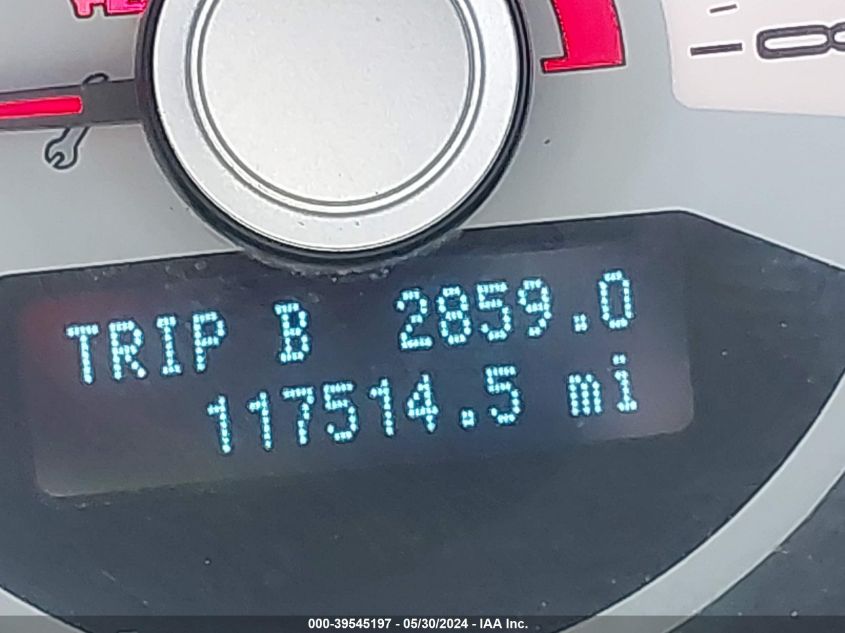 TRIP B 2859.0
117514.5 mi
000-39545197 - 05/30/2024 - IAA Inc.